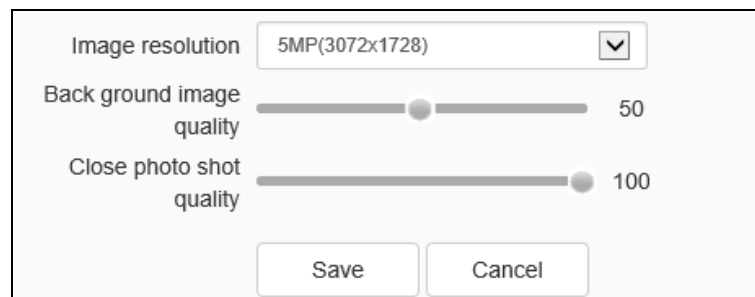 Image resolution 5MP(3072x1728)
Back ground image
quality 50
Close photo shot
quality 100
Save Cancel